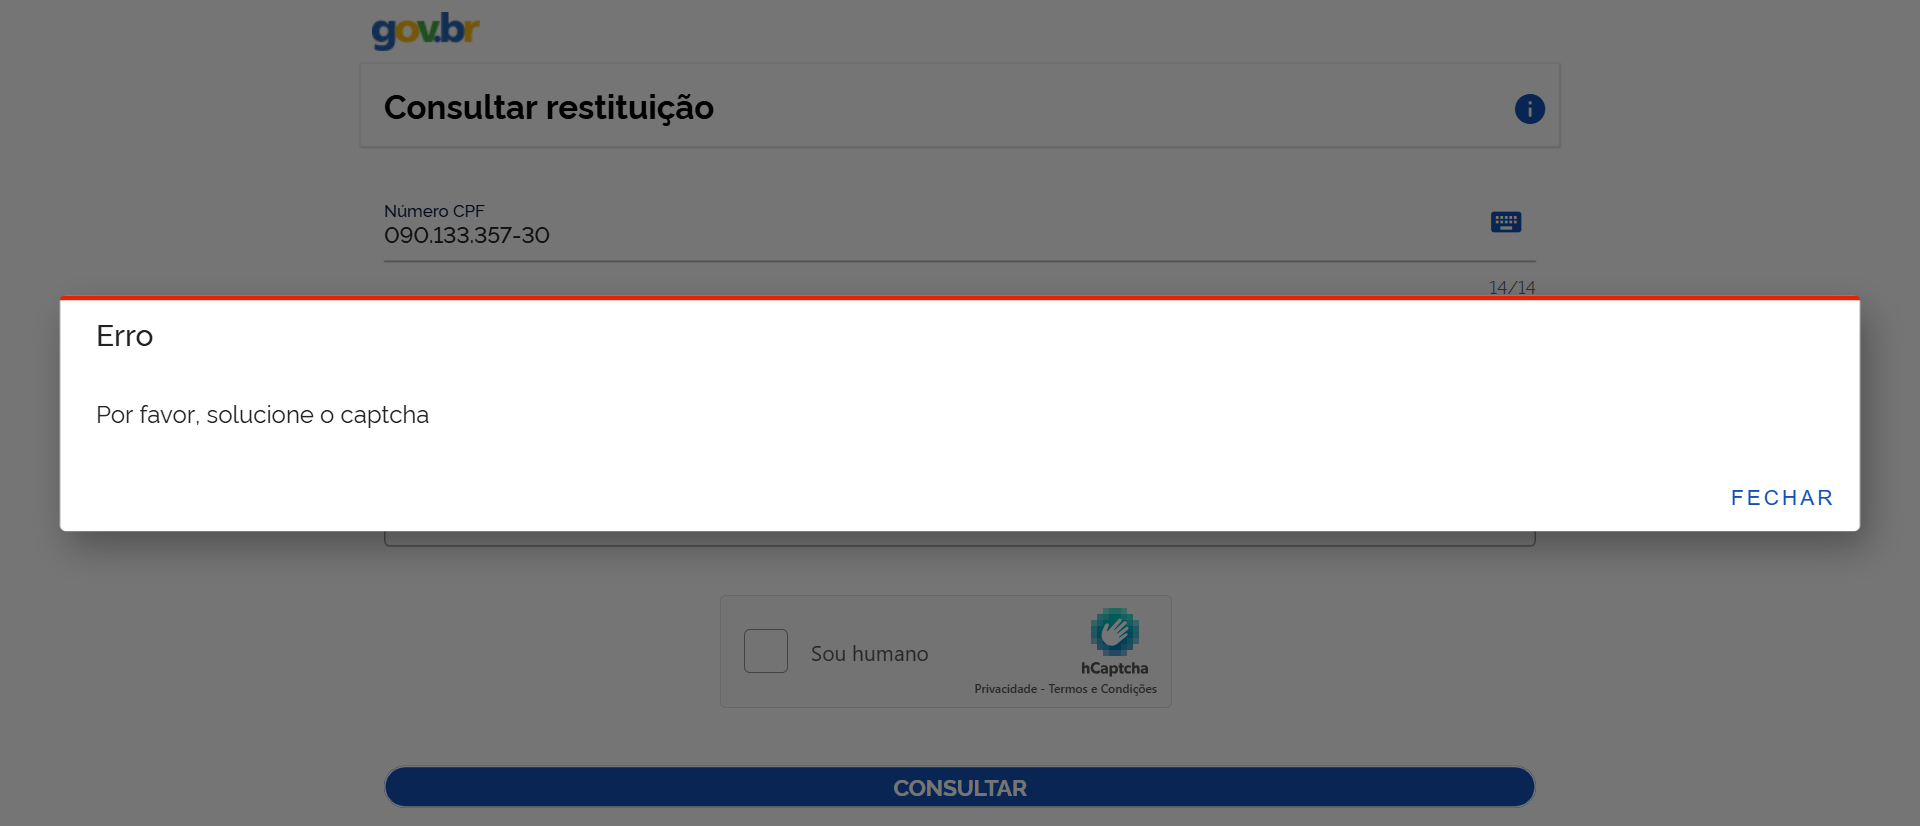 gov.br
Consultar restituição
Número CPF
090.133.357-30
14/14
Erro
Por favor, solucione o captcha
FECHAR
Sou humano
hCaptcha
Privacidade - Termos e Condições
CONSULTAR